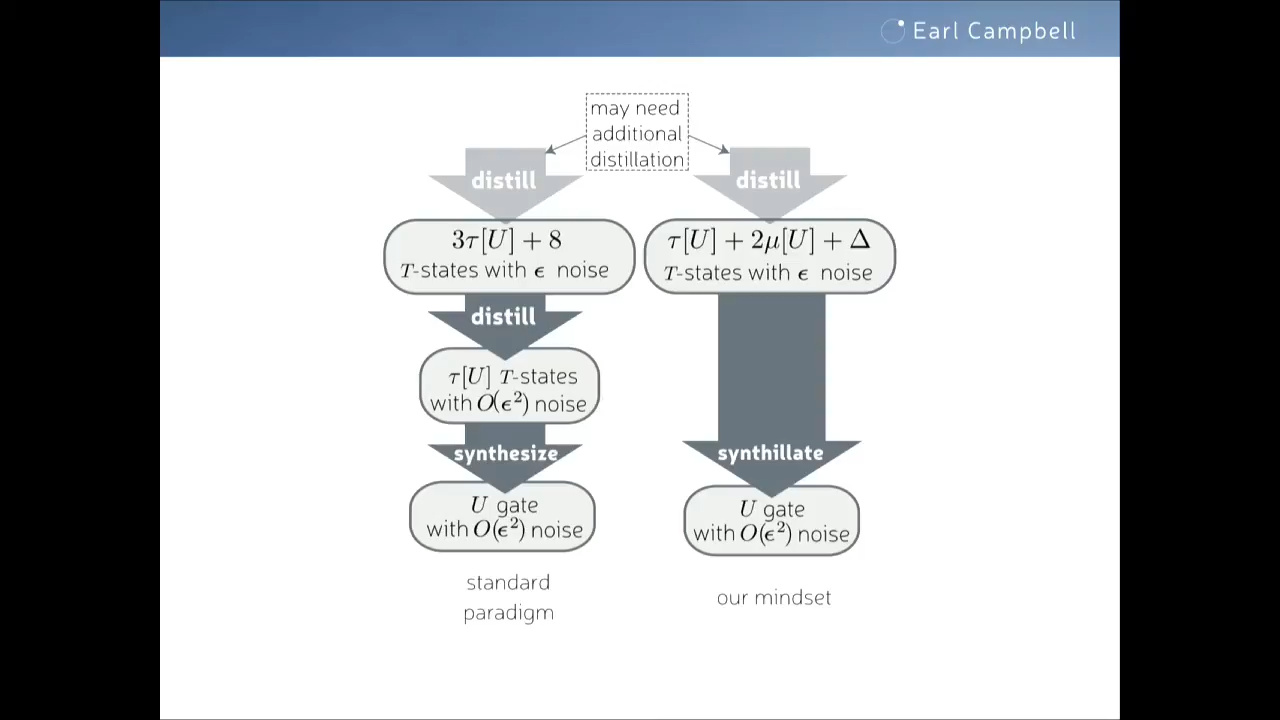 Earl Campbell
may need
additional
distillation
distill
distill
3τ[U] + 8
T-states with ϵ noise
τ[U] + 2μ[U] + Δ
T-states with ϵ noise
distill
τ[U] T-states
with O(ϵ²) noise
synthesize
synthillate
U gate
with O(ϵ²) noise
U gate
with O(ϵ²) noise
standard
paradigm
our mindset